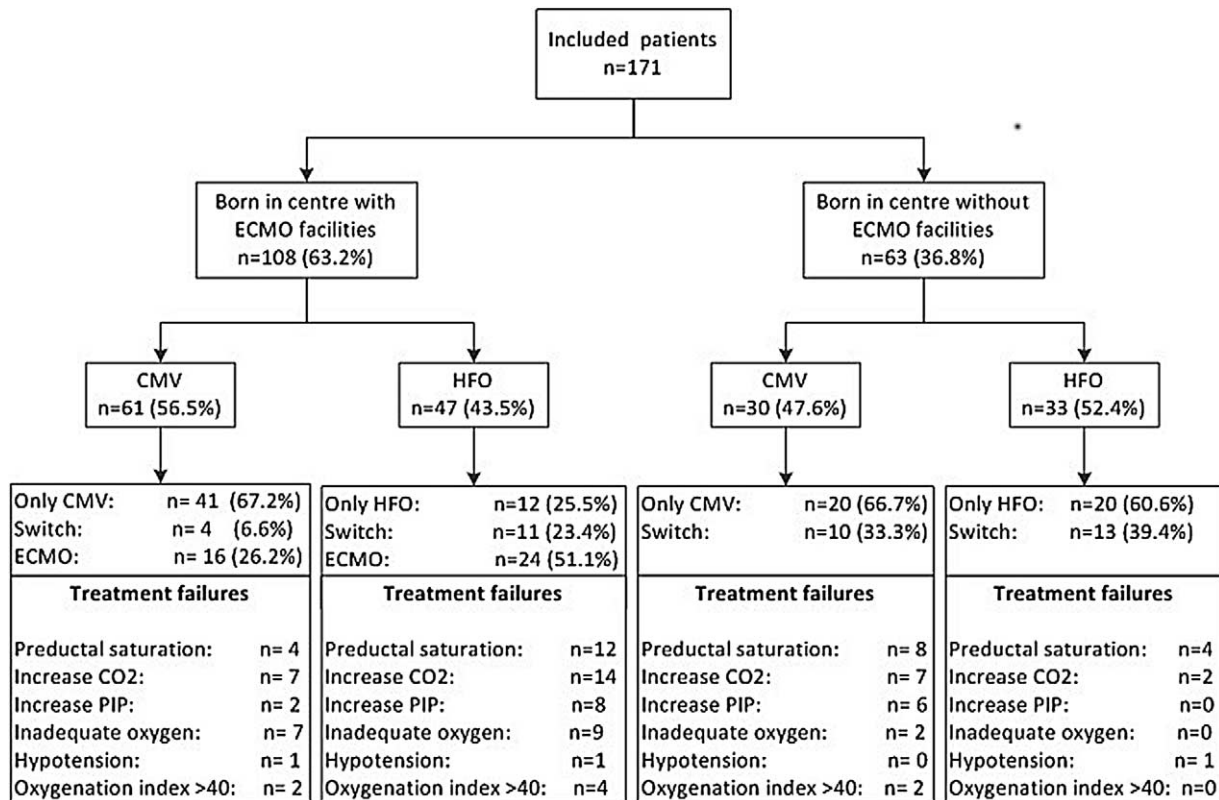 Included patients
n=171
Born in centre with
ECMO facilities
n=108 (63.2%)
Born in centre without
ECMO facilities
n=63 (36.8%)
CMV
n=61 (56.5%)
HFO
n=47 (43.5%)
CMV
n=30 (47.6%)
HFO
n=33 (52.4%)
Only CMV: n= 41 (67.2%)
Switch: n= 4 (6.6%)
ECMO: n= 16 (26.2%)
Treatment failures
Preductal saturation: n= 4
Increase CO2: n= 7
Increase PIP: n= 2
Inadequate oxygen: n= 7
Hypotension: n= 1
Oxygenation index >40: n= 2
Only HFO: n=12 (25.5%)
Switch: n=11 (23.4%)
ECMO: n=24 (51.1%)
Treatment failures
Preductal saturation: n=12
Increase CO2: n=14
Increase PIP: n=8
Inadequate oxygen: n=9
Hypotension: n=1
Oxygenation index >40: n=4
Only CMV: n=20 (66.7%)
Switch: n=10 (33.3%)
Treatment failures
Preductal saturation: n= 8
Increase CO2: n= 7
Increase PIP: n= 6
Inadequate oxygen: n= 2
Hypotension: n= 0
Oxygenation index >40: n= 2
Only HFO: n=20 (60.6%)
Switch: n=13 (39.4%)
Treatment failures
Preductal saturation: n=4
Increase CO2: n=2
Increase PIP: n=0
Inadequate oxygen: n=0
Hypotension: n= 1
Oxygenation index >40: n=0